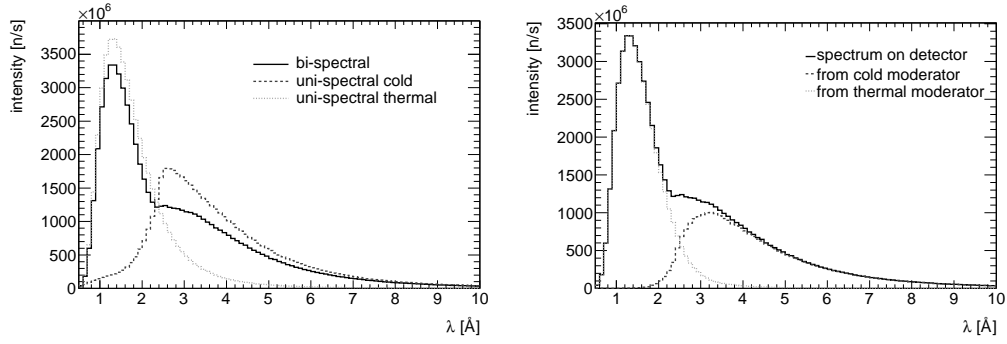 ×10⁶
intensity [n/s]
3500
3000
2500
2000
1500
1000
500
0
bi-spectral
uni-spectral cold
uni-spectral thermal
1 2 3 4 5 6 7 8 9 10
λ [Å]
×10⁶
intensity [n/s]
3500
3000
2500
2000
1500
1000
500
0
spectrum on detector
from cold moderator
from thermal moderator
1 2 3 4 5 6 7 8 9 10
λ [Å]